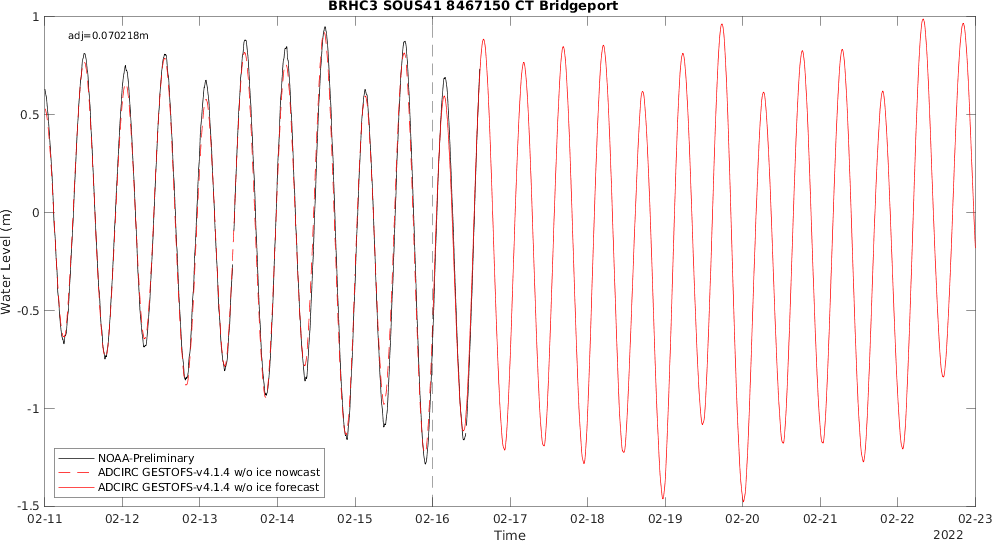 BRHC3 SOUS41 8467150 CT Bridgeport
adj=0.070218m
1
0.5
0
-0.5
-1
-1.5
Water Level (m)
NOAA-Preliminary
ADCIRC GESTOFS-v4.1.4 w/o ice nowcast
ADCIRC GESTOFS-v4.1.4 w/o ice forecast
02-11 02-12 02-13 02-14 02-15 02-16 02-17 02-18 02-19 02-20 02-21 02-22 02-23
Time
2022